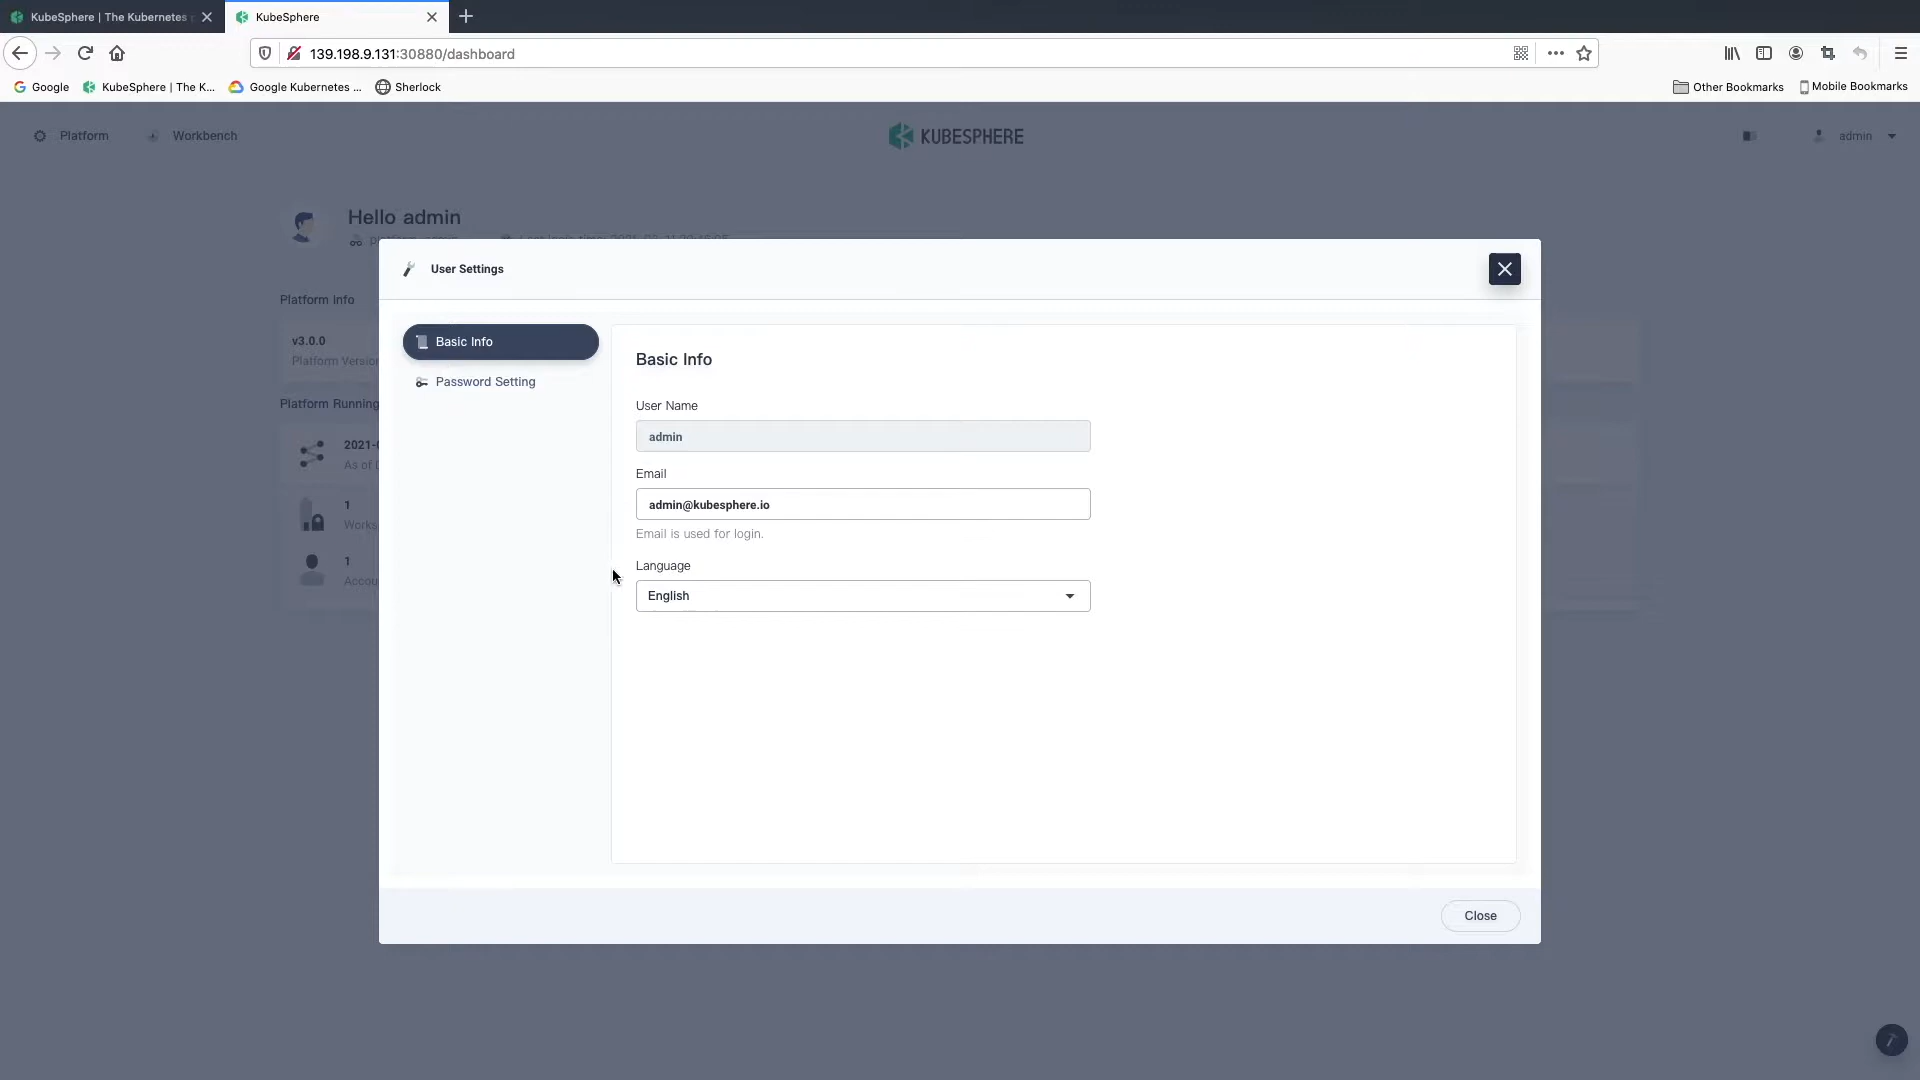 KubeSphere | The Kubernetes
KubeSphere
139.198.9.131:30880/dashboard
Google
KubeSphere | The K...
Google Kubernetes ...
Sherlock
Other Bookmarks
Mobile Bookmarks
Platform
Workbench
KUBESPHERE
admin
Hello admin
User Settings
Platform info
v3.0.0
Platform Version
Platform Running
As of
1
1
Basic Info
Password Setting
Basic Info
User Name
admin
Email
admin@kubesphere.io
Email is used for login.
Language
English
Close